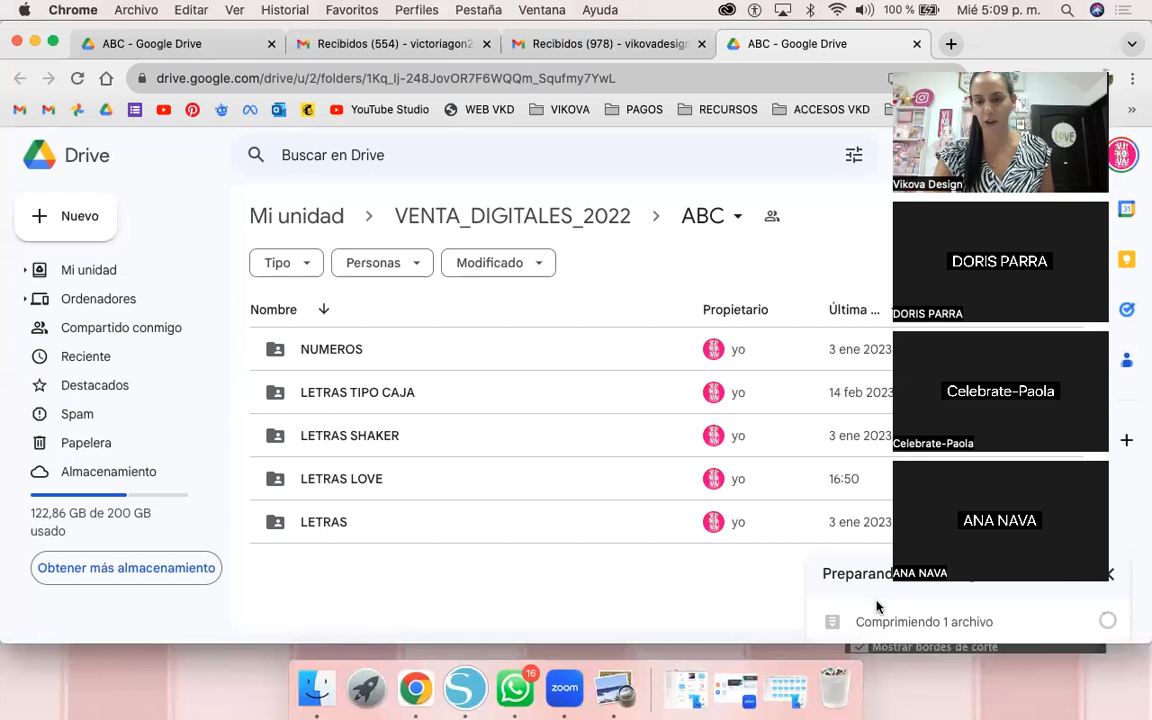 Chrome Archivo Editar Ver Historial Favoritos Perfiles Pestaña Ventana Ayuda 100 % Mié 5:09 p. m.
ABC - Google Drive Recibidos (554) - victoriagon2 Recibidos (978) - vikovadesign ABC - Google Drive
drive.google.com/drive/u/2/folders/1Kq_Ij-248JovOR7F6WQQm_Squfmy7YwL
YouTube Studio WEB VKD VIKOVA PAGOS RECURSOS ACCESOS VKD
Drive
Buscar en Drive
LOVE
Vikova Design
Nuevo
Mi unidad > VENTA_DIGITALES_2022 > ABC
Tipo Personas Modificado
DORIS PARRA
DORIS PARRA
Mi unidad
Ordenadores
Compartido conmigo
Reciente
Destacados
Spam
Papelera
Almacenamiento
122,86 GB de 200 GB
usado
Obtener más almacenamiento
Nombre Propietario Última ...
NUMEROS yo 3 ene 2023
LETRAS TIPO CAJA yo 14 feb 2023
LETRAS SHAKER yo 3 ene 2023
LETRAS LOVE yo 16:50
LETRAS yo 3 ene 2023
Celebrate-Paola
Celebrate-Paola
ANA NAVA
ANA NAVA
Preparand
Comprimiendo 1 archivo
Mostrar bordes de corte
16
zoom